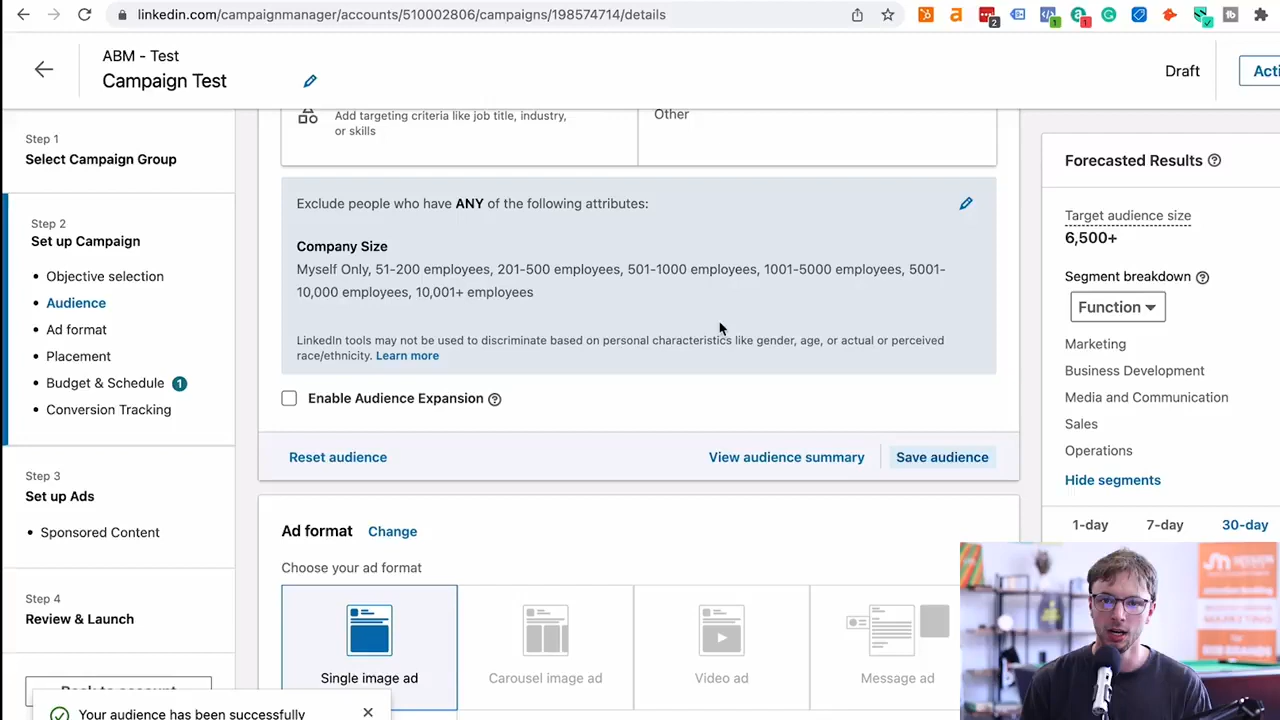 linkedin.com/campaignmanager/accounts/510002806/campaigns/198574714/details
2
1
1
ABM - Test
Campaign Test
Draft
Acti
Step 1
Select Campaign Group
Step 2
Set up Campaign
Objective selection
Audience
Ad format
Placement
Budget & Schedule 1
Conversion Tracking
Step 3
Set up Ads
Sponsored Content
Step 4
Review & Launch
Back to account
Your audience has been successfully
Add targeting criteria like job title, industry,
or skills
Other
Exclude people who have ANY of the following attributes:
Company Size
Myself Only, 51-200 employees, 201-500 employees, 501-1000 employees, 1001-5000 employees, 5001-
10,000 employees, 10,001+ employees
LinkedIn tools may not be used to discriminate based on personal characteristics like gender, age, or actual or perceived
race/ethnicity. Learn more
Enable Audience Expansion
Reset audience
View audience summary
Save audience
Ad format Change
Choose your ad format
Single image ad
Carousel image ad
Video ad
Message ad
Forecasted Results
Target audience size
6,500+
Segment breakdown
Function
Marketing
Business Development
Media and Communication
Sales
Operations
Hide segments
1-day 7-day 30-day